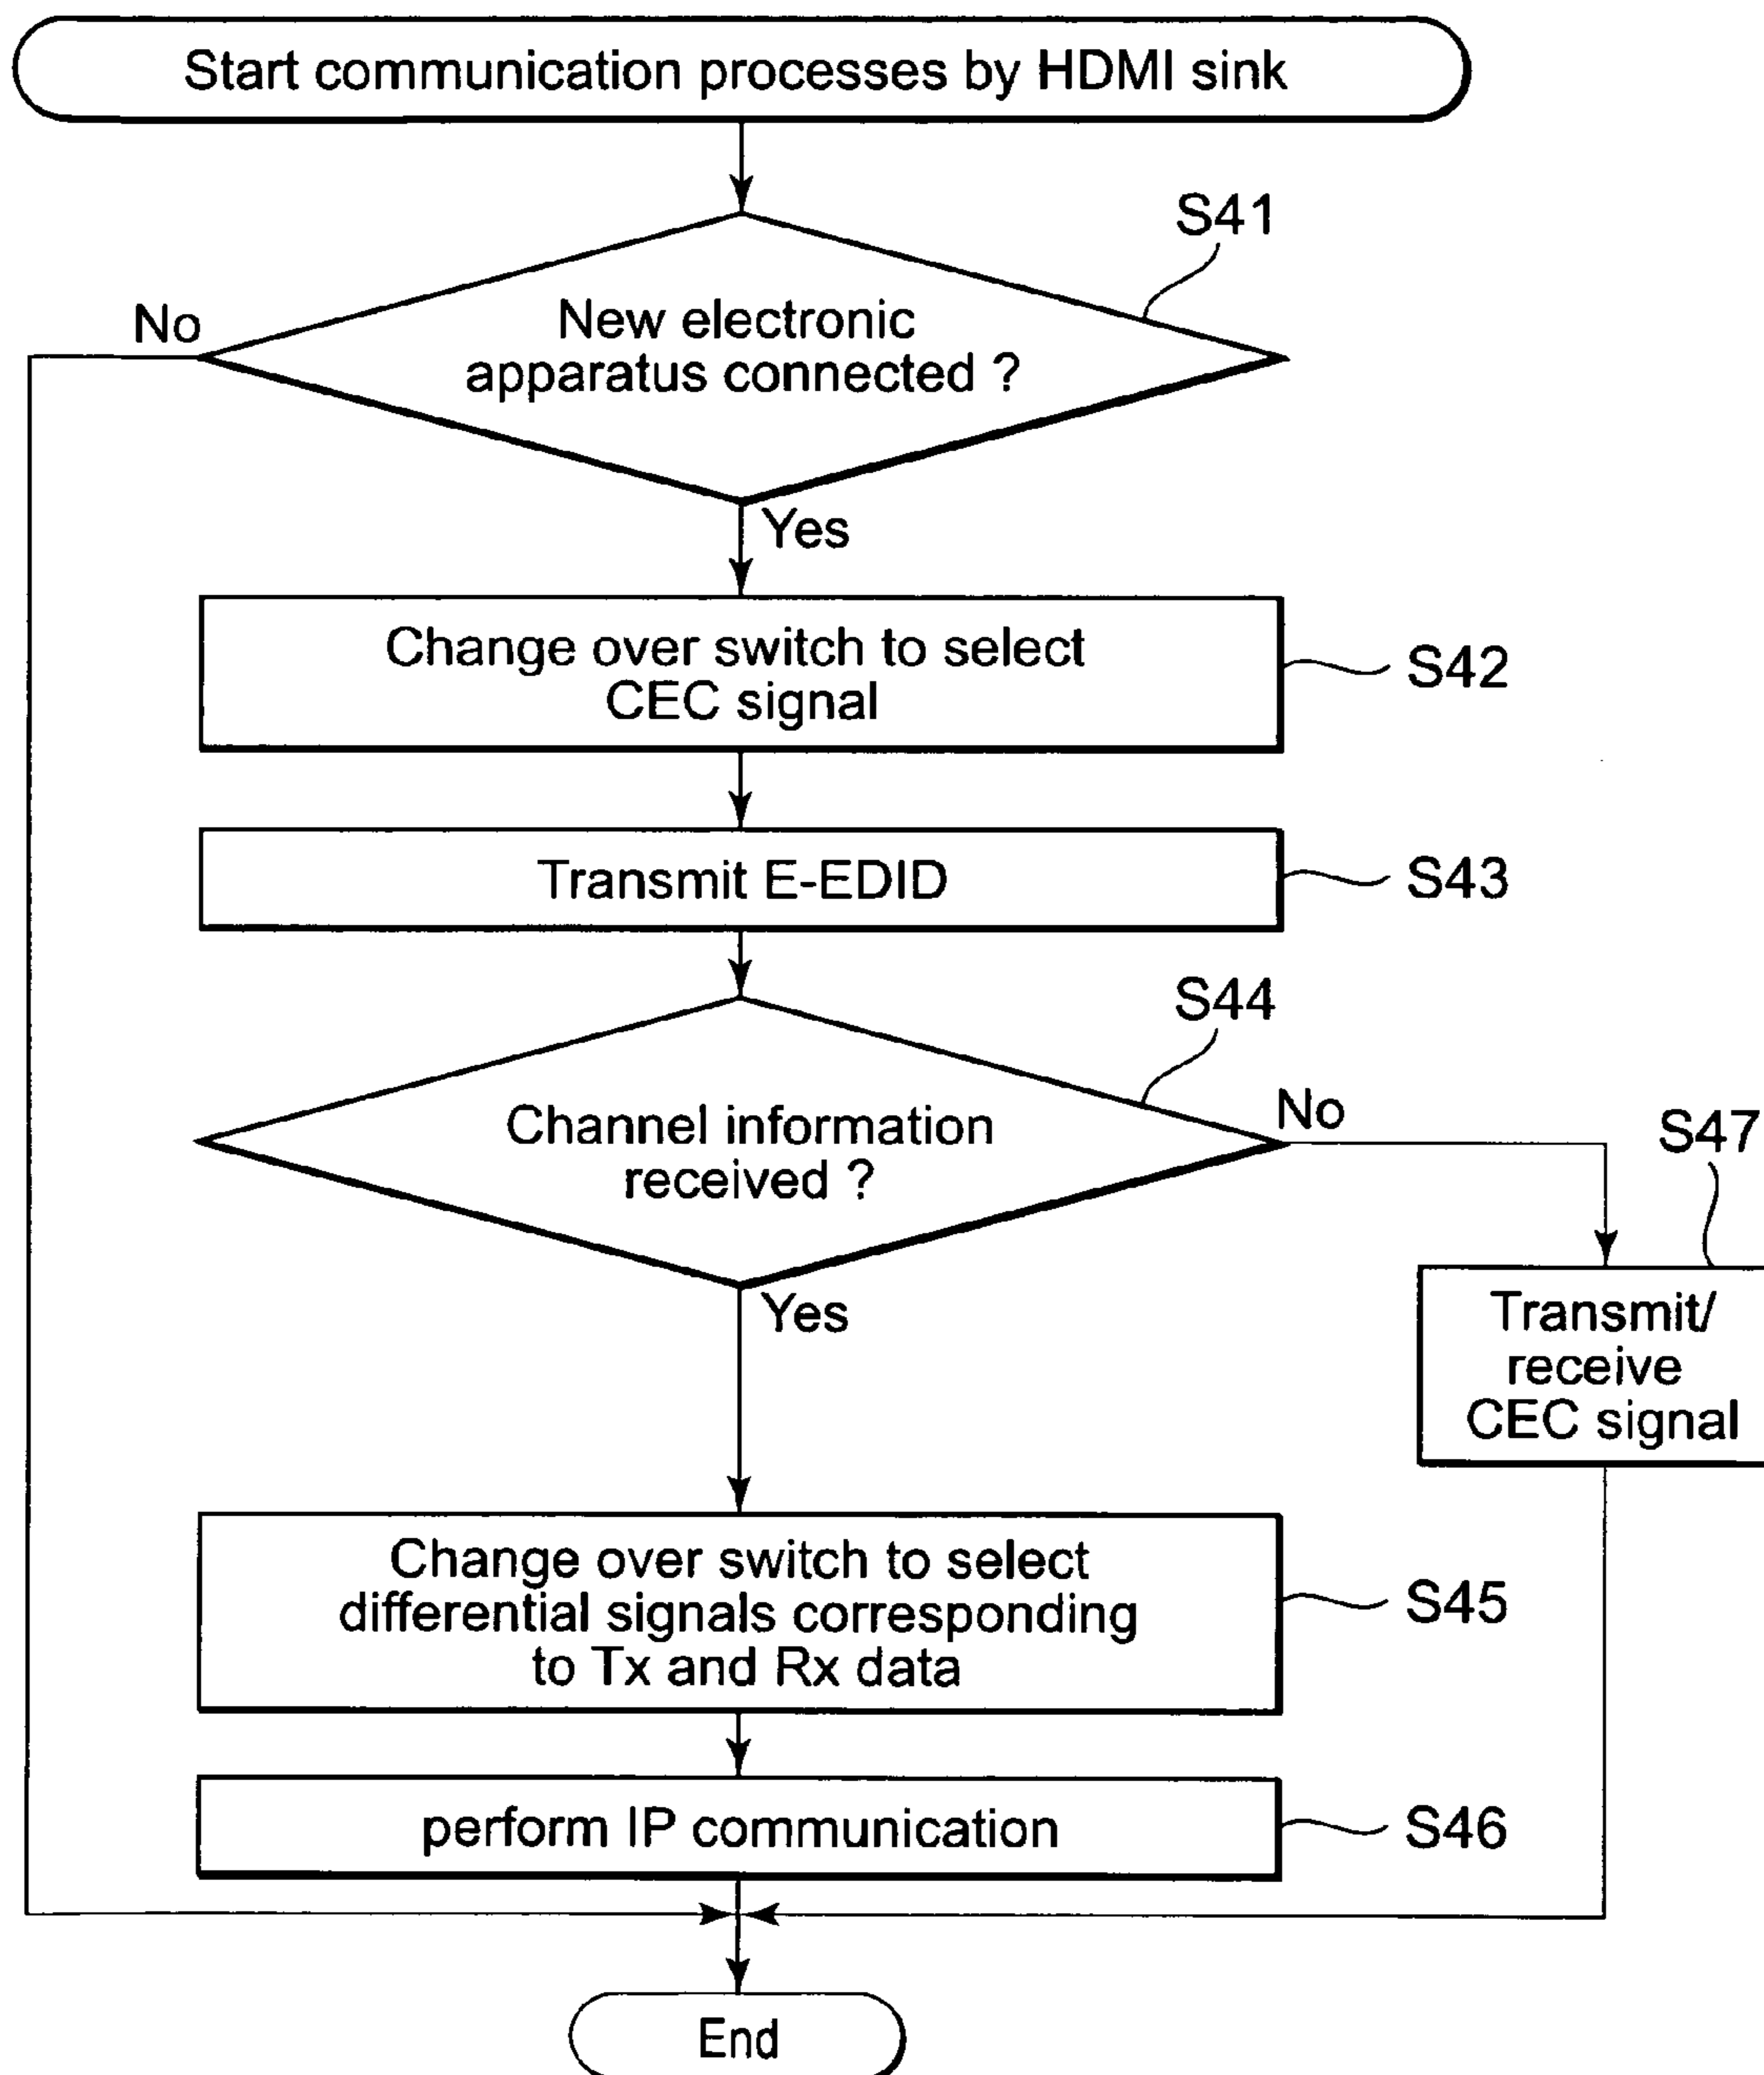 Start communication processes by HDMI sink
S41
No
New electronic
apparatus connected ?
Yes
Change over switch to select
CEC signal
S42
Transmit E-EDID
S43
S44
Channel information
received ?
No
S47
Yes
Transmit/
receive
CEC signal
Change over switch to select
differential signals corresponding
to Tx and Rx data
S45
perform IP communication
S46
End